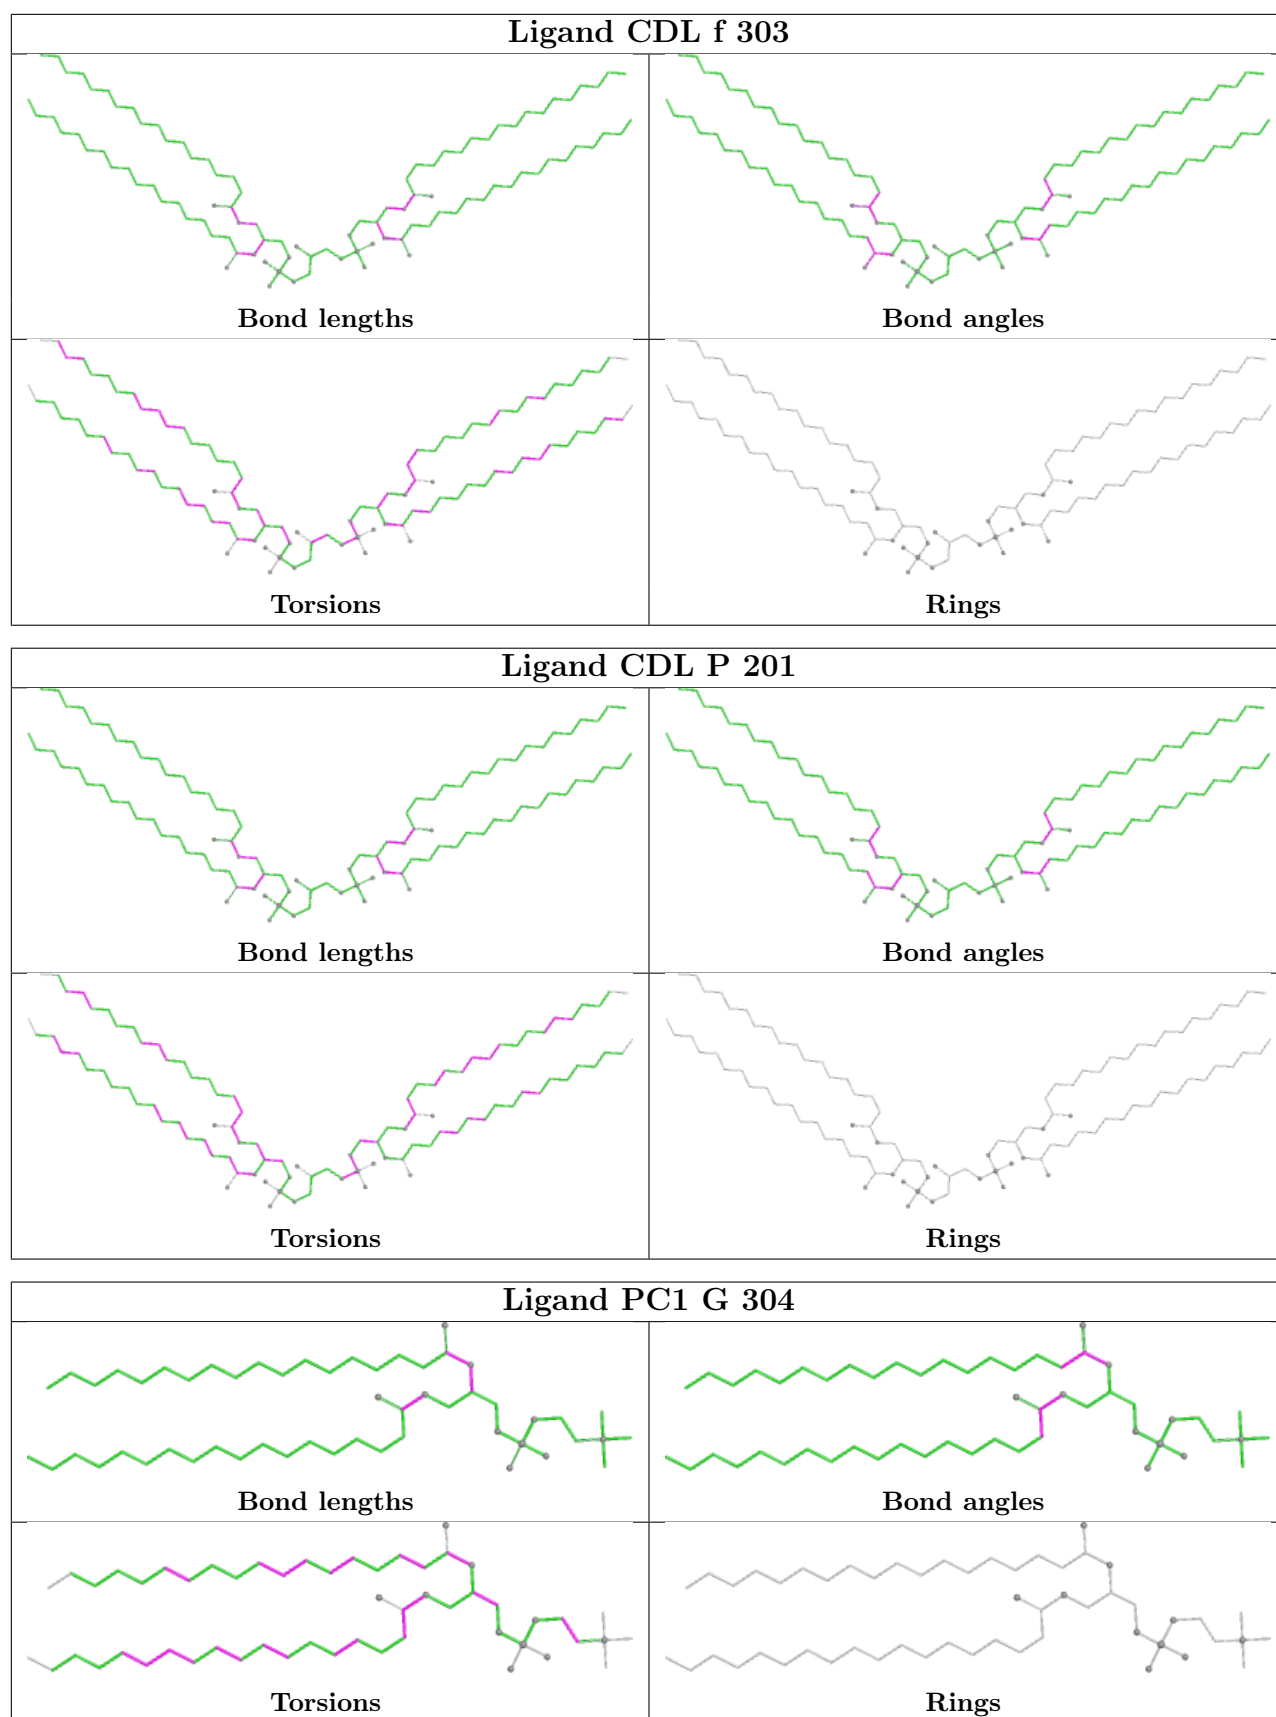 Ligand CDL f 303
Bond lengths
Bond angles
Torsions
Rings
Ligand CDL P 201
Bond lengths
Bond angles
Torsions
Rings
Ligand PC1 G 304
Bond lengths
Bond angles
Torsions
Rings